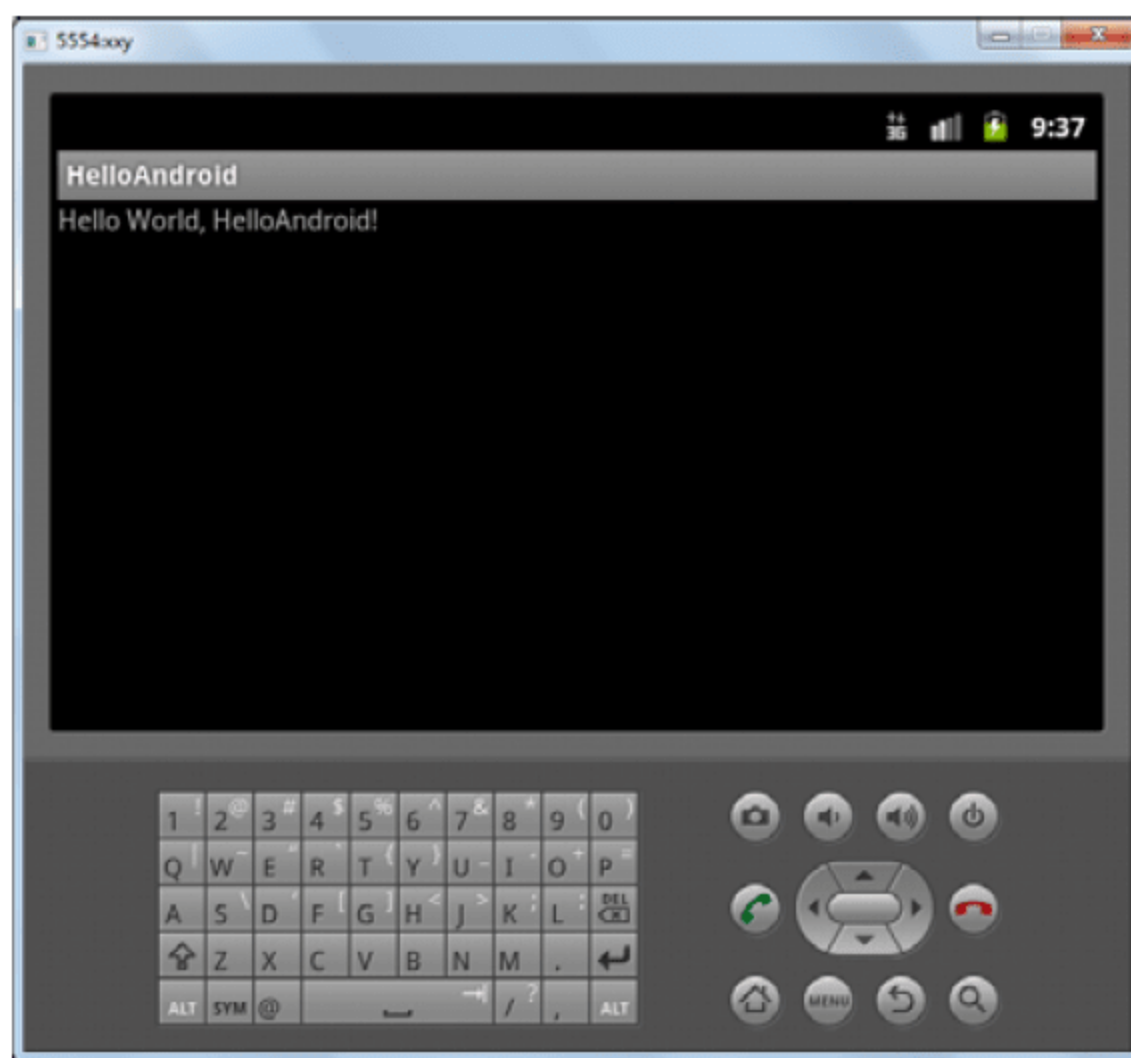 5554:xxy
3G 9:37
HelloAndroid
Hello World, HelloAndroid!
1 ! 2 @ 3 # 4 $ 5 % 6 ^ 7 & 8 * 9 ( 0 )
Q | W ~ E " R ` T { Y } U _ I - O + P =
A S \ D ' F [ G ] H < J > K ; L : DEL
Z X C V B N M .
ALT SYM @ / ? , ALT
MENU